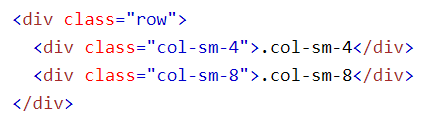 <div class="row">
  <div class="col-sm-4">.col-sm-4</div>
  <div class="col-sm-8">.col-sm-8</div>
</div>